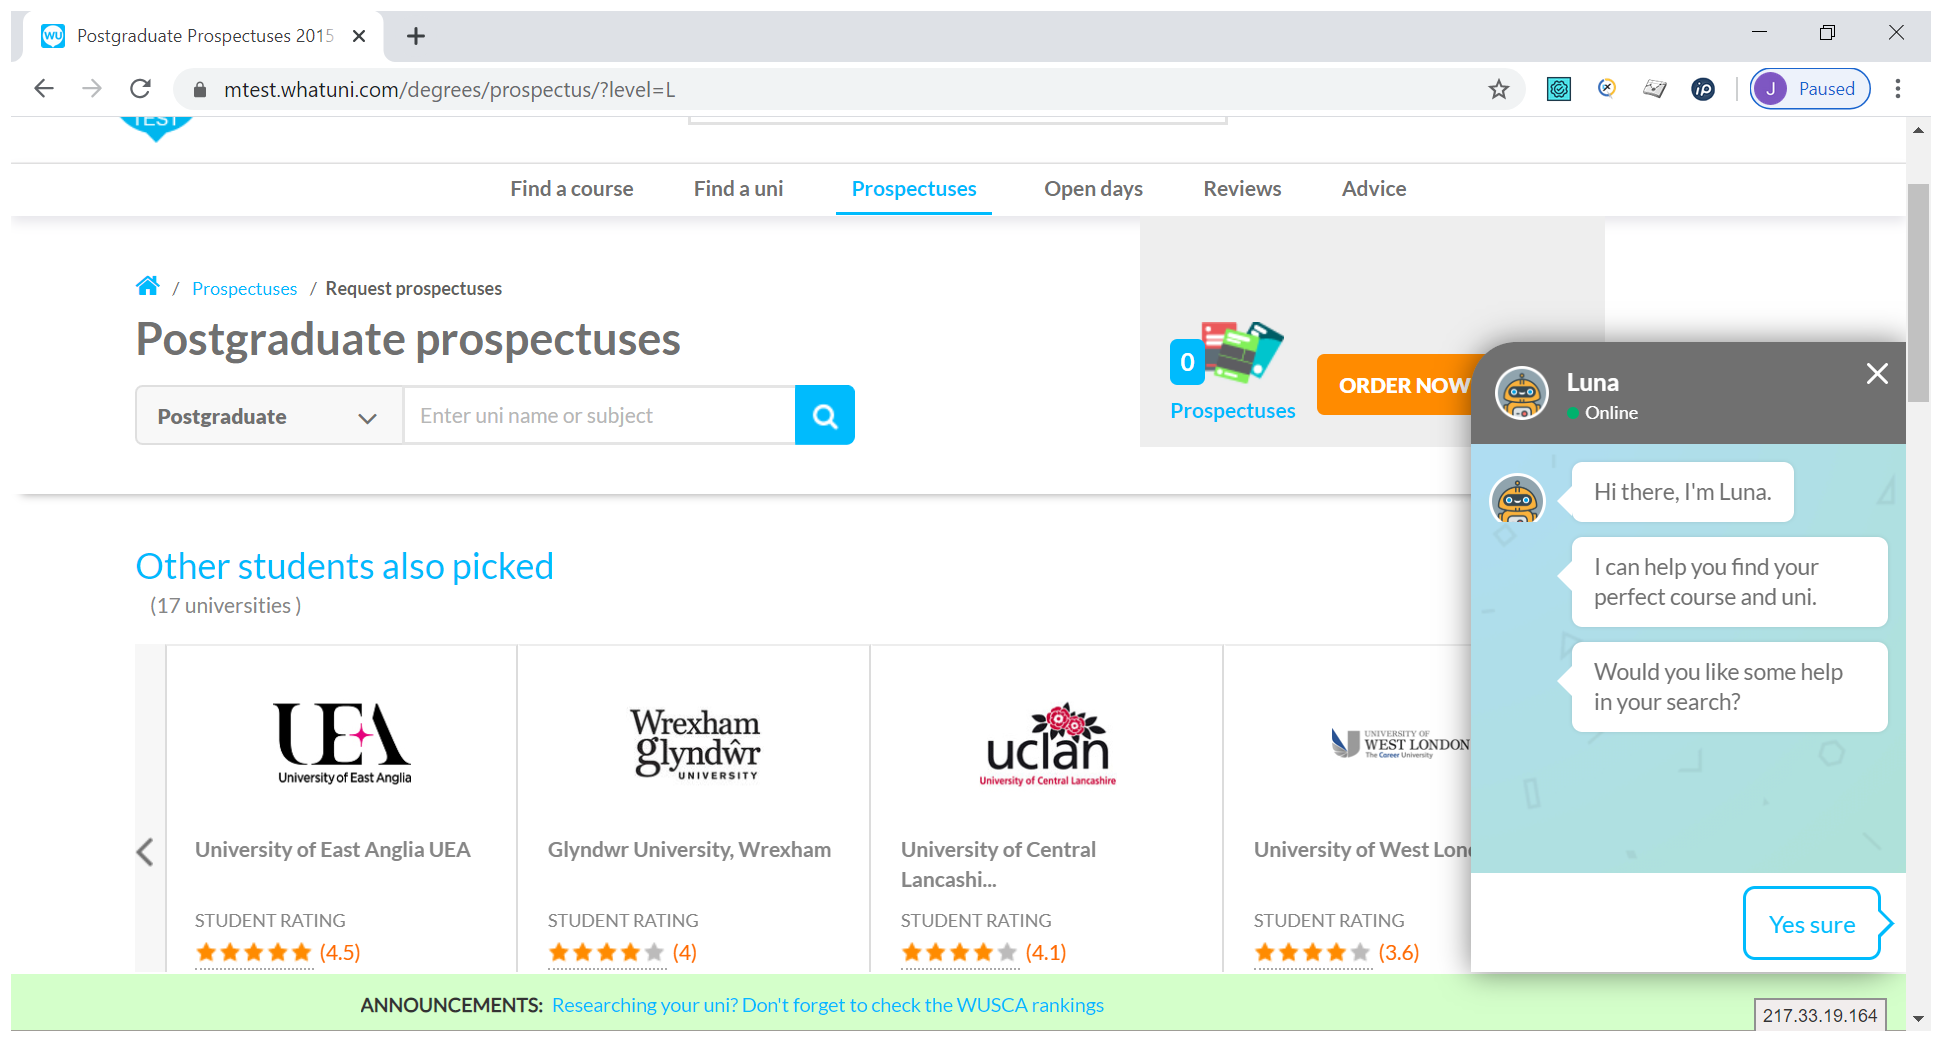 Postgraduate Prospectuses 2015
mtest.whatuni.com/degrees/prospectus/?level=L
J Paused
TEST
Find a course Find a uni Prospectuses Open days Reviews Advice
/ Prospectuses / Request prospectuses
Postgraduate prospectuses
Postgraduate
Enter uni name or subject
0
Prospectuses
ORDER NOW
Other students also picked
(17 universities )
UEA
University of East Anglia
University of East Anglia UEA
STUDENT RATING
(4.5)
Wrexham
glyndŵr
UNIVERSITY
Glyndwr University, Wrexham
STUDENT RATING
(4)
uclan
University of Central Lancashire
University of Central
Lancashi...
STUDENT RATING
(4.1)
UNIVERSITY OF
WEST LONDON
The Career University
University of West Lon
STUDENT RATING
(3.6)
Luna
Online
Hi there, I'm Luna.
I can help you find your
perfect course and uni.
Would you like some help
in your search?
Yes sure
ANNOUNCEMENTS: Researching your uni? Don't forget to check the WUSCA rankings
217.33.19.164